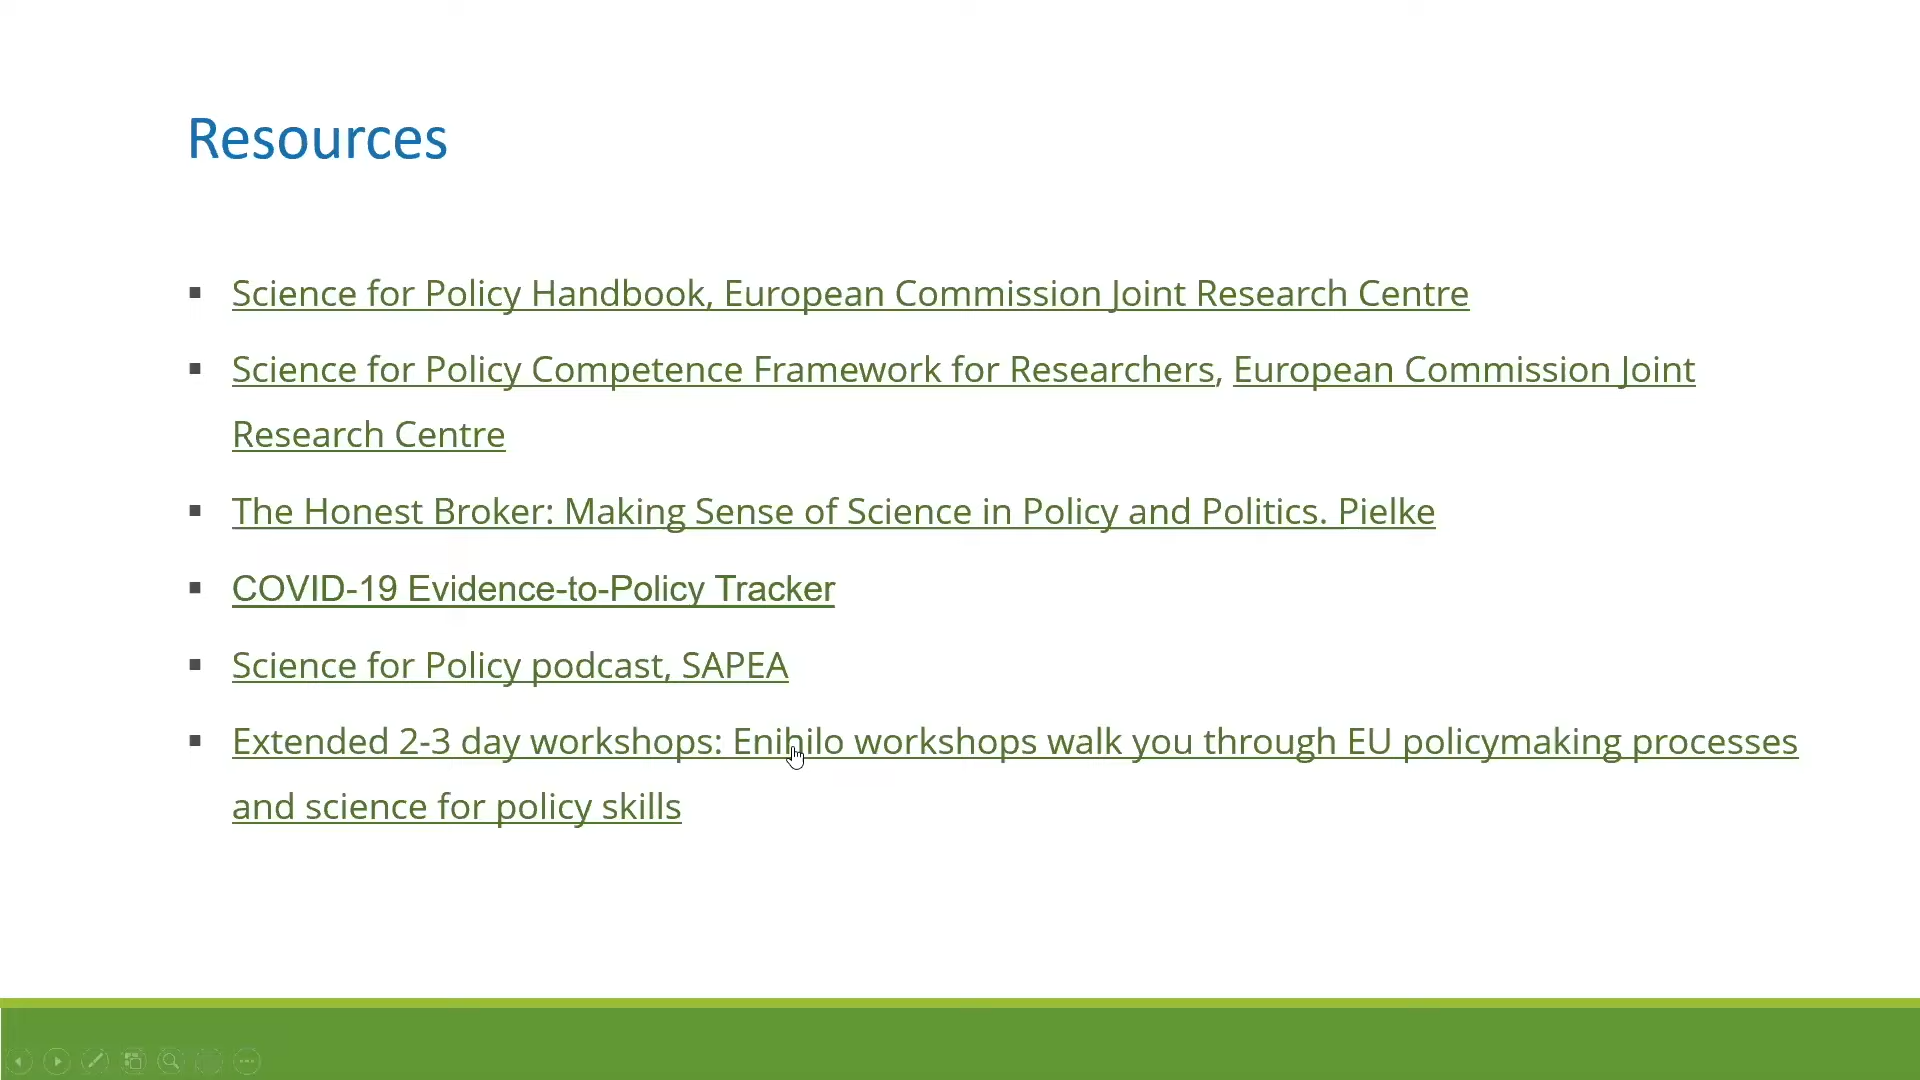 Resources
Science for Policy Handbook, European Commission Joint Research Centre
Science for Policy Competence Framework for Researchers, European Commission Joint
Research Centre
The Honest Broker: Making Sense of Science in Policy and Politics. Pielke
COVID-19 Evidence-to-Policy Tracker
Science for Policy podcast, SAPEA
Extended 2-3 day workshops: Enihilo workshops walk you through EU policymaking processes
and science for policy skills